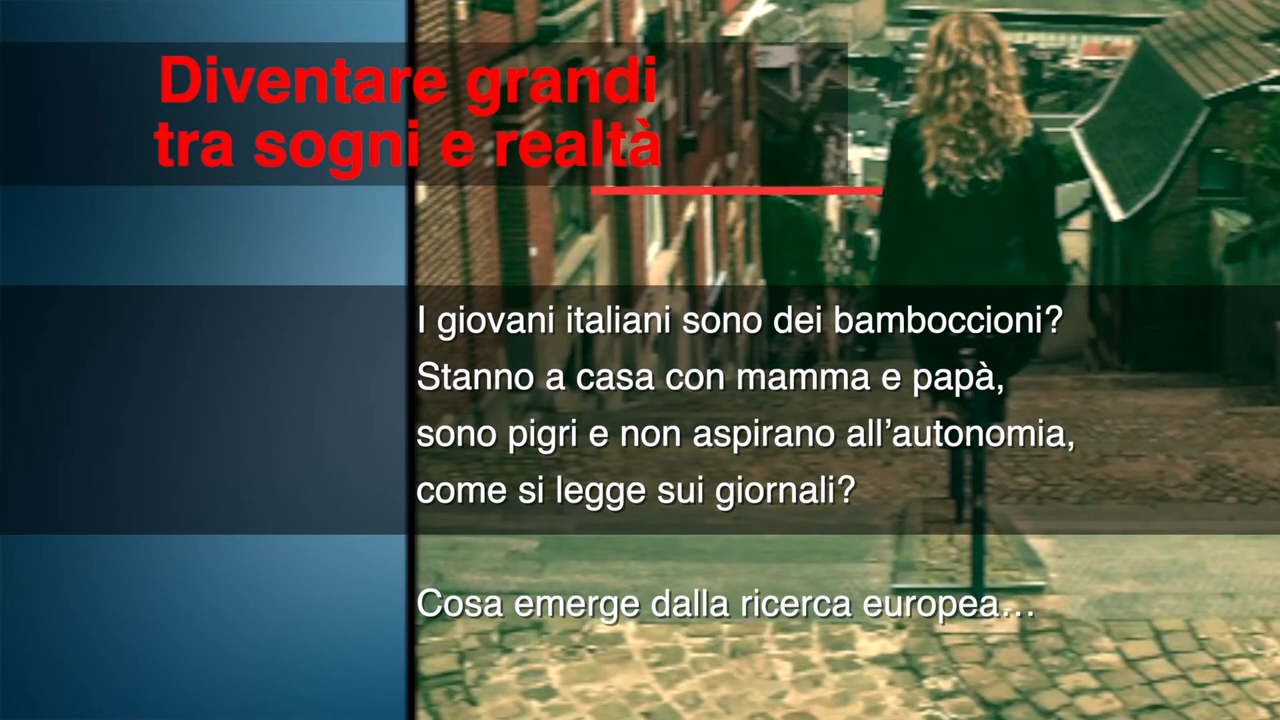 Diventare grandi
tra sogni e realtà
I giovani italiani sono dei bamboccioni?
Stanno a casa con mamma e papà,
sono pigri e non aspirano all’autonomia,
come si legge sui giornali?
Cosa emerge dalla ricerca europea…